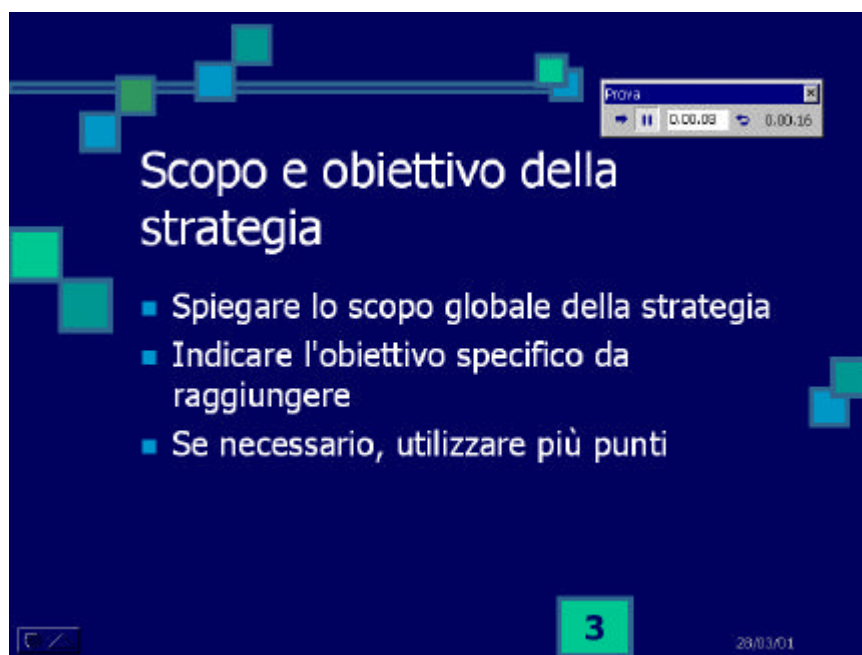 Prova
0.00.08 0.00.16
Scopo e obiettivo della
strategia
Spiegare lo scopo globale della strategia
Indicare l'obiettivo specifico da
raggiungere
Se necessario, utilizzare più punti
3
28/03/01